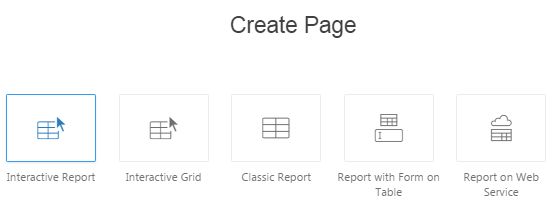 Create Page
Interactive Report
Interactive Grid
Classic Report
Report with Form on
Table
Report on Web
Service